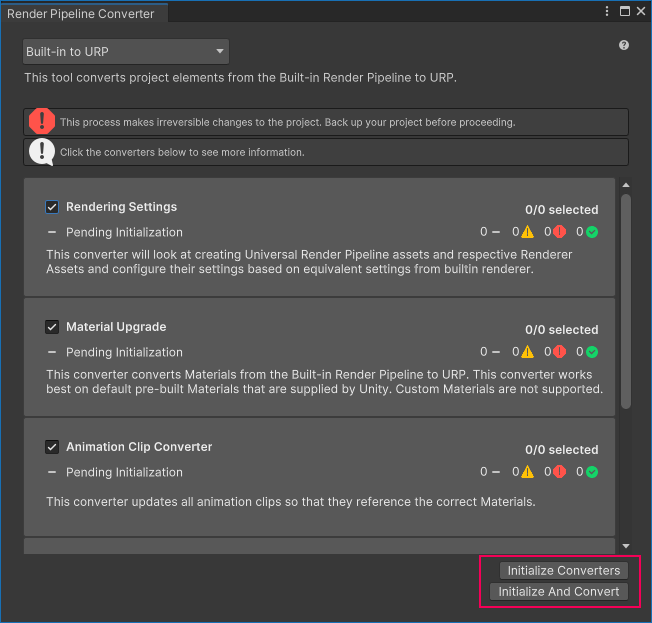 Render Pipeline Converter
Built-in to URP
This tool converts project elements from the Built-in Render Pipeline to URP.
This process makes irreversible changes to the project. Back up your project before proceeding.
Click the converters below to see more information.
Rendering Settings
0/0 selected
Pending Initialization
0 0 0 0
This converter will look at creating Universal Render Pipeline assets and respective Renderer
Assets and configure their settings based on equivalent settings from builtin renderer.
Material Upgrade
0/0 selected
Pending Initialization
0 0 0 0
This converter converts Materials from the Built-in Render Pipeline to URP. This converter works
best on default pre-built Materials that are supplied by Unity. Custom Materials are not supported.
Animation Clip Converter
0/0 selected
Pending Initialization
0 0 0 0
This converter updates all animation clips so that they reference the correct Materials.
Initialize Converters
Initialize And Convert